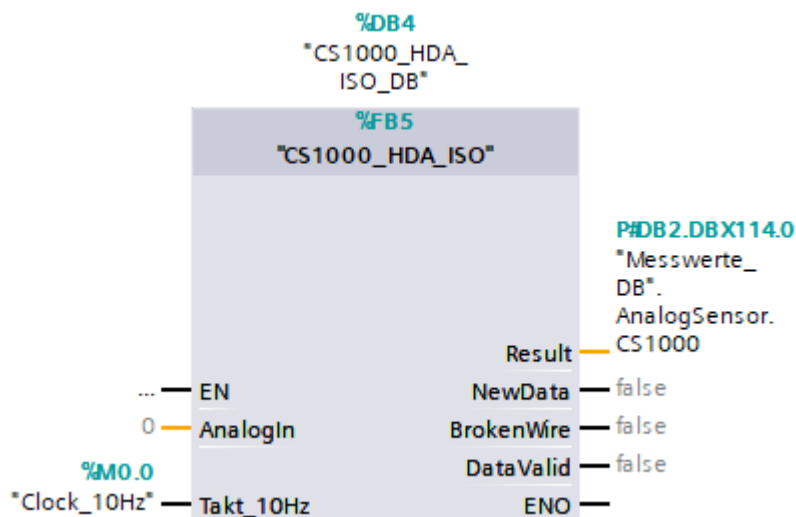 %DB4
"CS1000_HDA_
ISO_DB"
%FB5
"CS1000_HDA_ISO"
P#DB2.DBX114.0
"Messwerte_
DB".
AnalogSensor.
CS1000
Result
... EN NewData false
0 AnalogIn BrokenWire false
%M0.0 DataValid false
"Clock_10Hz" Takt_10Hz ENO